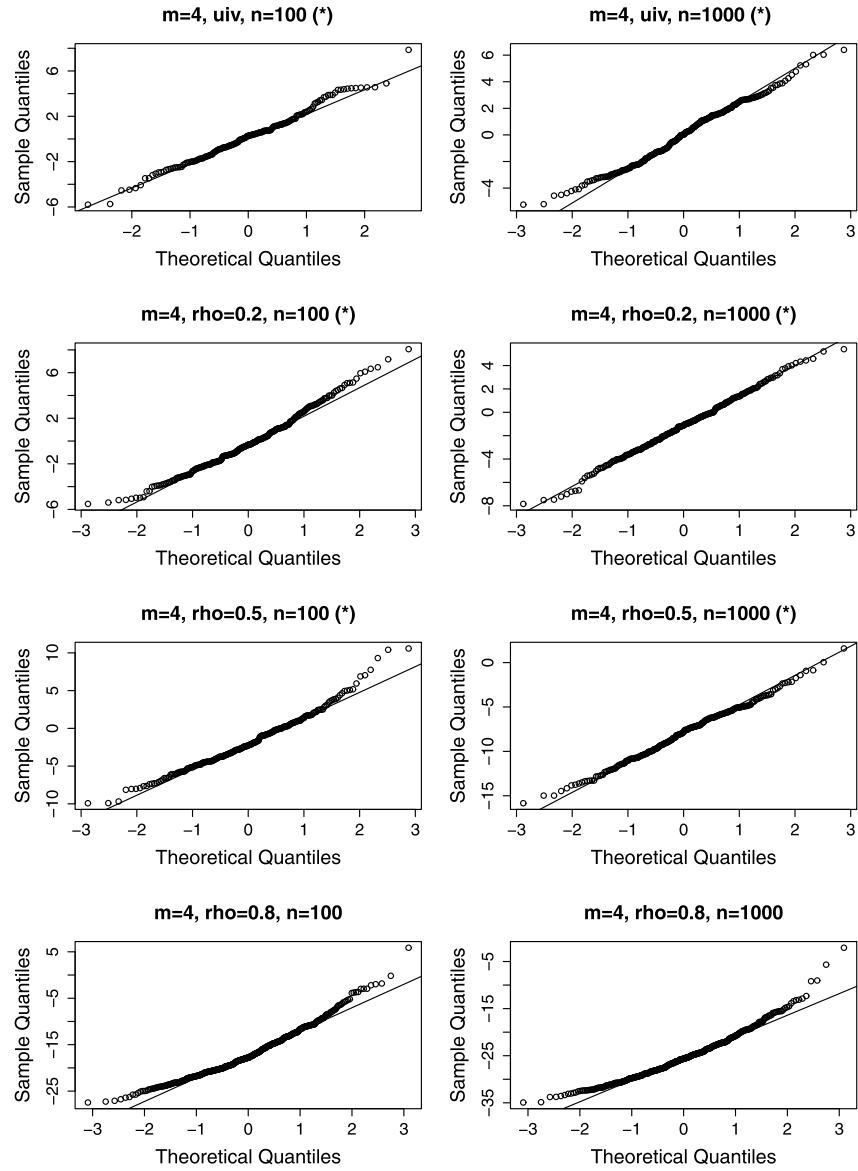 m=4, uiv, n=100 (*)
Sample Quantiles
−6 −2 2 6
−2 −1 0 1 2
Theoretical Quantiles
m=4, uiv, n=1000 (*)
Sample Quantiles
−4 0 2 4 6
−3 −2 −1 0 1 2 3
Theoretical Quantiles
m=4, rho=0.2, n=100 (*)
Sample Quantiles
−6 −2 2 6
−3 −2 −1 0 1 2 3
Theoretical Quantiles
m=4, rho=0.2, n=1000 (*)
Sample Quantiles
−8 −4 0 2 4
−3 −2 −1 0 1 2 3
Theoretical Quantiles
m=4, rho=0.5, n=100 (*)
Sample Quantiles
−10 −5 0 5 10
−3 −2 −1 0 1 2 3
Theoretical Quantiles
m=4, rho=0.5, n=1000 (*)
Sample Quantiles
−15 −10 −5 0
−3 −2 −1 0 1 2 3
Theoretical Quantiles
m=4, rho=0.8, n=100
Sample Quantiles
−25 −15 −5 5
−3 −2 −1 0 1 2 3
Theoretical Quantiles
m=4, rho=0.8, n=1000
Sample Quantiles
−35 −25 −15 −5
−3 −2 −1 0 1 2 3
Theoretical Quantiles